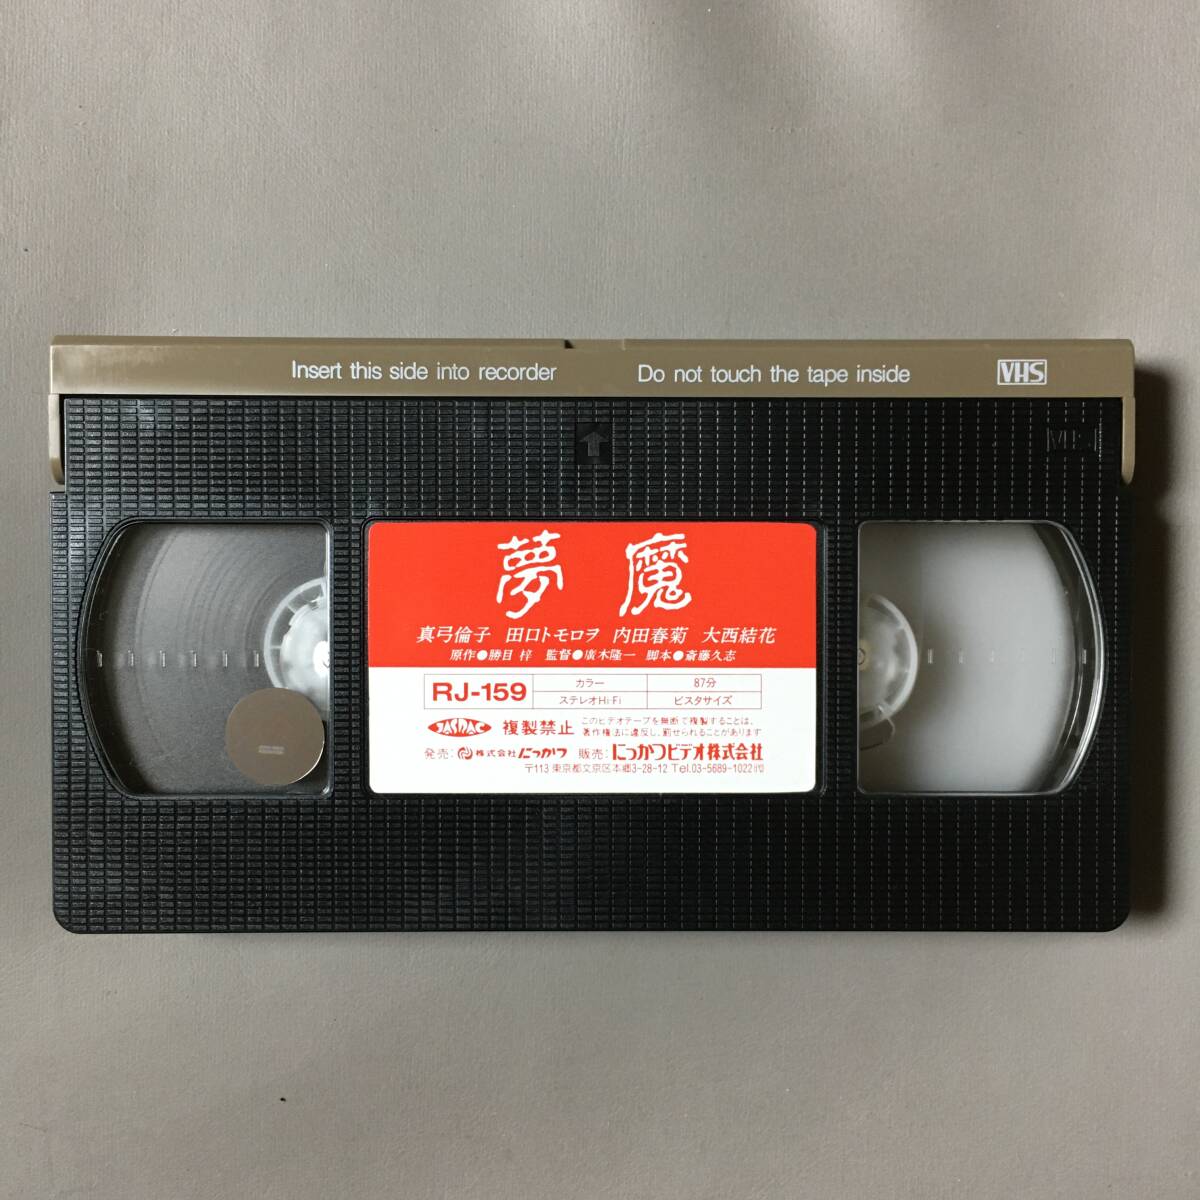 Insert this side into recorder Do not touch the tape inside VHS
夢魔
真弓倫子 田口トモロヲ 内田春菊 大西結花
原作●勝目 梓 監督●廣木隆一 脚本●斎藤久志
RJ-159 カラー 87分
ステレオHi-Fi ビスタサイズ
JASRAC 複製禁止 このビデオテープを無断で複製することは、
著作権法に違反し、罰せられることがあります
発売: 株式会社にっかつ 販売: にっかつビデオ株式会社
〒113 東京都文京区本郷3-28-12 Tel.03-5689-1022㈹